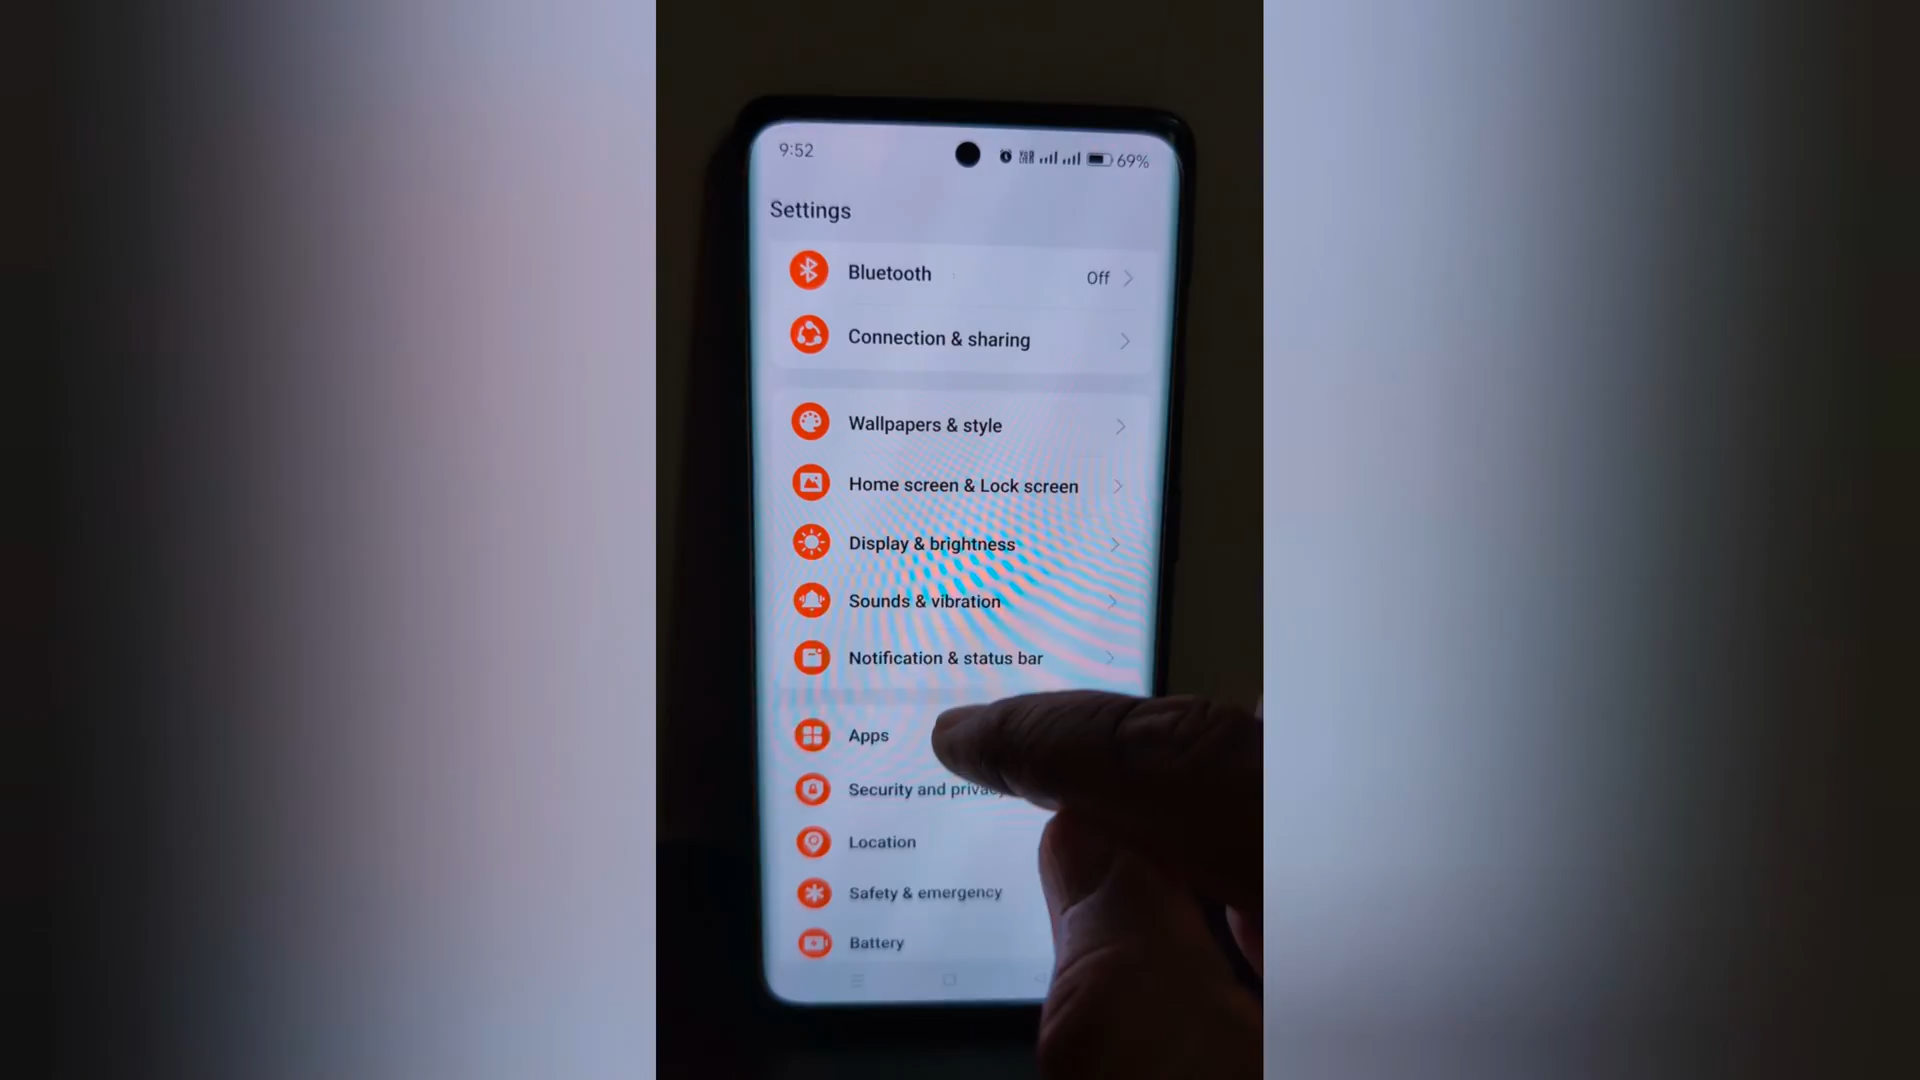 9:52
69%
Settings
Bluetooth
Off
Connection & sharing
Wallpapers & style
Home screen & Lock screen
Display & brightness
Sounds & vibration
Notification & status bar
Apps
Security and
Location
Safety & emergency
Battery